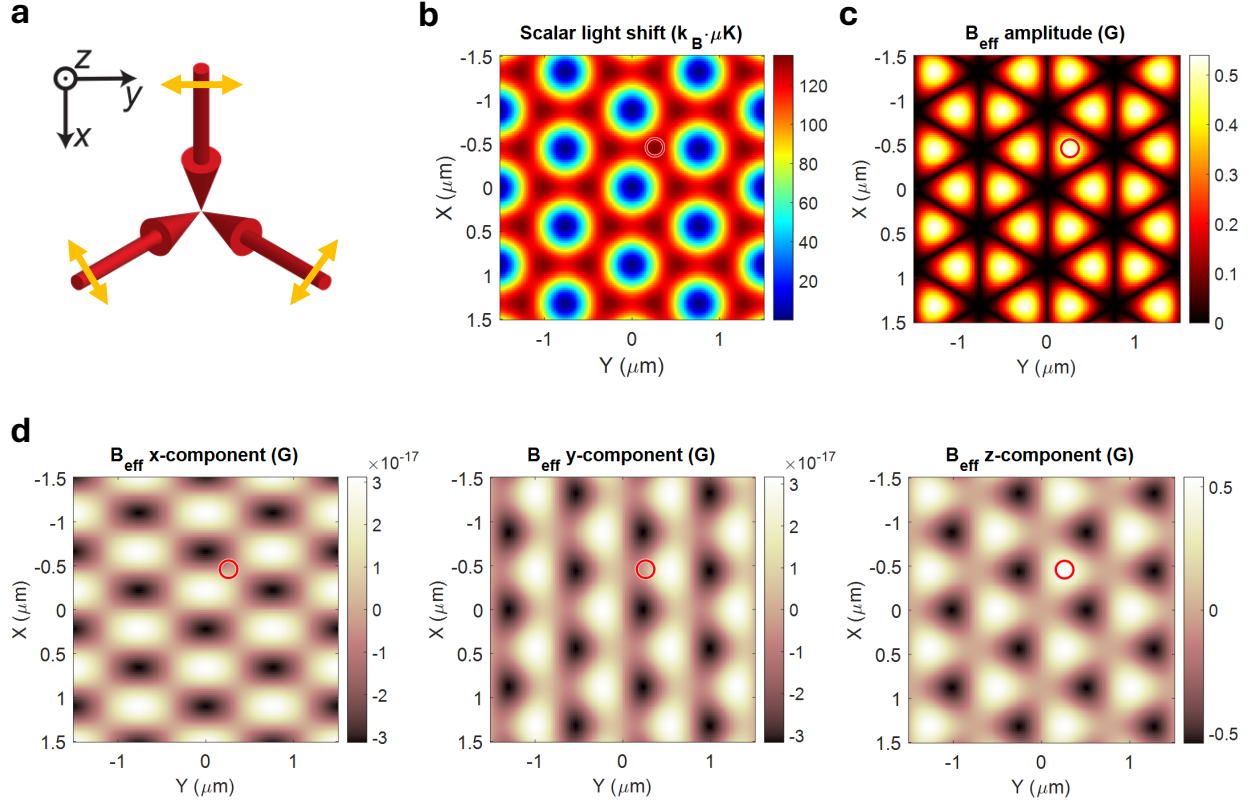 a
z
y
x
b
Scalar light shift (k_B·μK)
-1.5
-1
-0.5
0
0.5
1
1.5
X (μm)
-1 0 1
Y (μm)
120
100
80
60
40
20
c
B_eff amplitude (G)
-1.5
-1
-0.5
0
0.5
1
1.5
X (μm)
-1 0 1
Y (μm)
0.5
0.4
0.3
0.2
0.1
0
d
B_eff x-component (G)
×10⁻¹⁷
-1.5
-1
-0.5
0
0.5
1
1.5
X (μm)
-1 0 1
Y (μm)
3
2
1
0
-1
-2
-3
B_eff y-component (G)
×10⁻¹⁷
-1.5
-1
-0.5
0
0.5
1
1.5
X (μm)
-1 0 1
Y (μm)
3
2
1
0
-1
-2
-3
B_eff z-component (G)
-1.5
-1
-0.5
0
0.5
1
1.5
X (μm)
-1 0 1
Y (μm)
0.5
0
-0.5